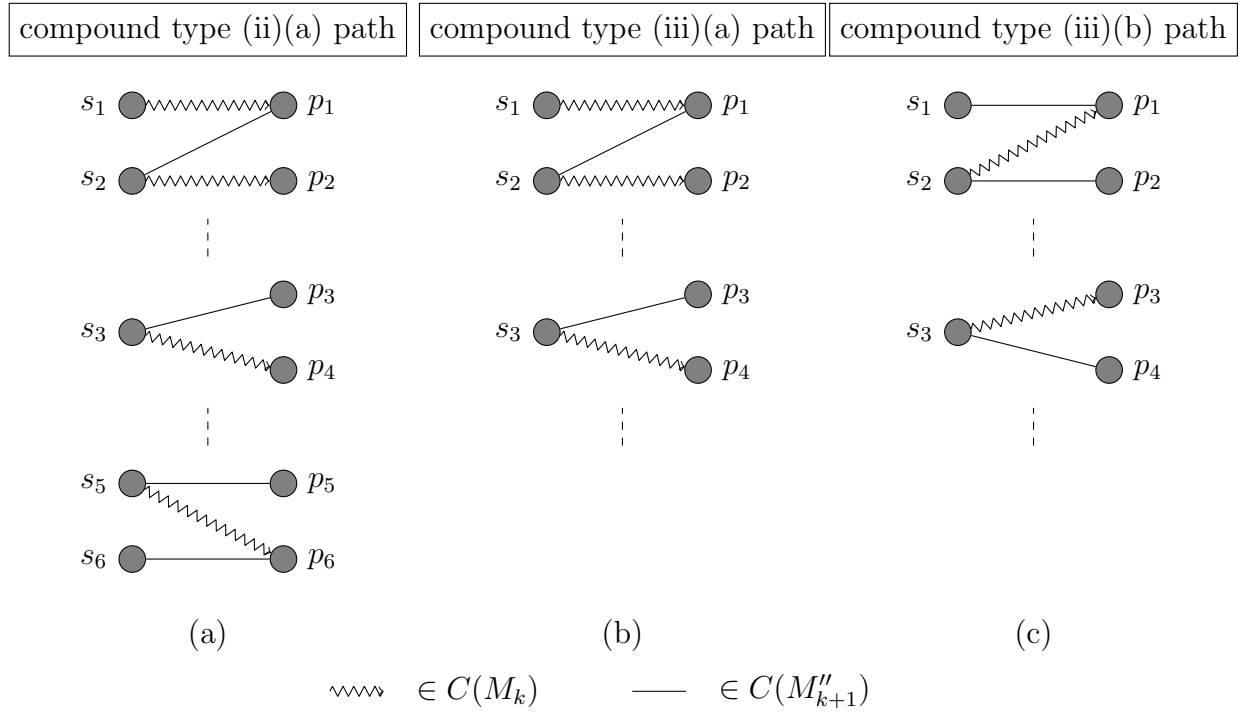 compound type (ii)(a) path compound type (iii)(a) path compound type (iii)(b) path
s₁ p₁ s₁ p₁ s₁ p₁
s₂ p₂ s₂ p₂ s₂ p₂
p₃ p₃ p₃
s₃ s₃ s₃
p₄ p₄ p₄
s₅ p₅
s₆ p₆
(a) (b) (c)
∈ C(Mₖ) ∈ C(M″ₖ₊₁)